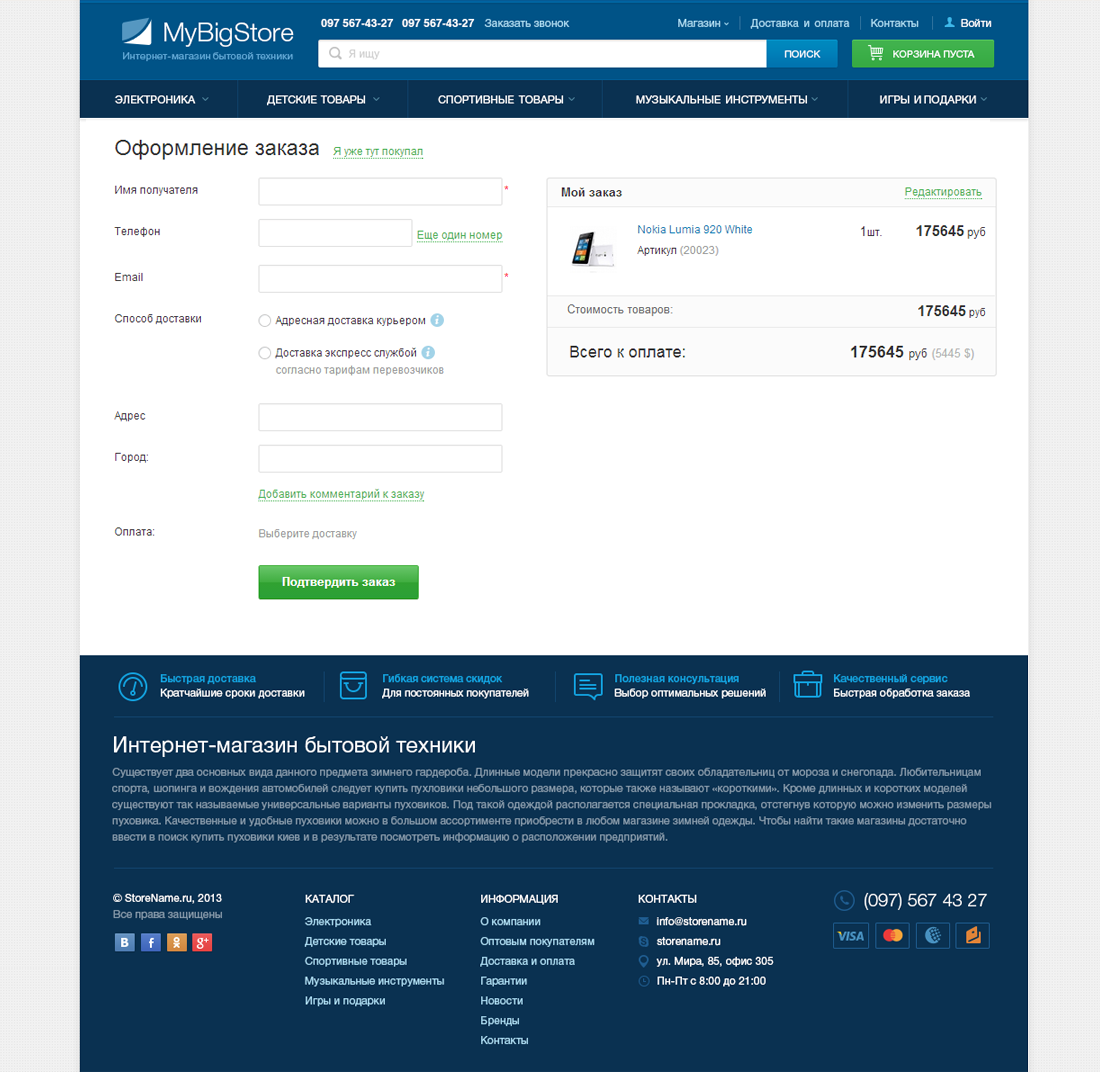 MyBigStore
Интернет-магазин бытовой техники
097 567-43-27 097 567-43-27 Заказать звонок
Магазин Доставка и оплата Контакты Войти
Я ищу ПОИСК КОРЗИНА ПУСТА
ЭЛЕКТРОНИКА ДЕТСКИЕ ТОВАРЫ СПОРТИВНЫЕ ТОВАРЫ МУЗЫКАЛЬНЫЕ ИНСТРУМЕНТЫ ИГРЫ И ПОДАРКИ
Оформление заказа Я уже тут покупал
Имя получателя *
Телефон Еще один номер
Email *
Способ доставки Адресная доставка курьером i
Доставка экспресс службой i
согласно тарифам перевозчиков
Адрес
Город:
Добавить комментарий к заказу
Оплата: Выберите доставку
Подтвердить заказ
Мой заказ Редактировать
Nokia Lumia 920 White 1шт. 175645 руб
Артикул (20023)
Стоимость товаров: 175645 руб
Всего к оплате: 175645 руб (5445 $)
Быстрая доставка
Кратчайшие сроки доставки
Гибкая система скидок
Для постоянных покупателей
Полезная консультация
Выбор оптимальных решений
Качественный сервис
Быстрая обработка заказа
Интернет-магазин бытовой техники
Существует два основных вида данного предмета зимнего гардероба. Длинные модели прекрасно защитят своих обладательниц от мороза и снегопада. Любительницам
спорта, шопинга и вождения автомобилей следует купить пухловики небольшого размера, которые также называют «короткими». Кроме длинных и коротких моделей
существуют так называемые универсальные варианты пуховиков. Под такой одеждой располагается специальная прокладка, отстегнув которую можно изменить размеры
пуховика. Качественные и удобные пуховики можно в большом ассортименте приобрести в любом магазине зимней одежды. Чтобы найти такие магазины достаточно
ввести в поиск купить пуховики киев и в результате посмотреть информацию о расположении предприятий.
© StoreName.ru, 2013
Все права защищены
B f g+
КАТАЛОГ
Электроника
Детские товары
Спортивные товары
Музыкальные инструменты
Игры и подарки
ИНФОРМАЦИЯ
О компании
Оптовым покупателям
Доставка и оплата
Гарантии
Новости
Бренды
Контакты
КОНТАКТЫ
info@storename.ru
storename.ru
ул. Мира, 85, офис 305
Пн-Пт с 8:00 до 21:00
(097) 567 43 27
VISA